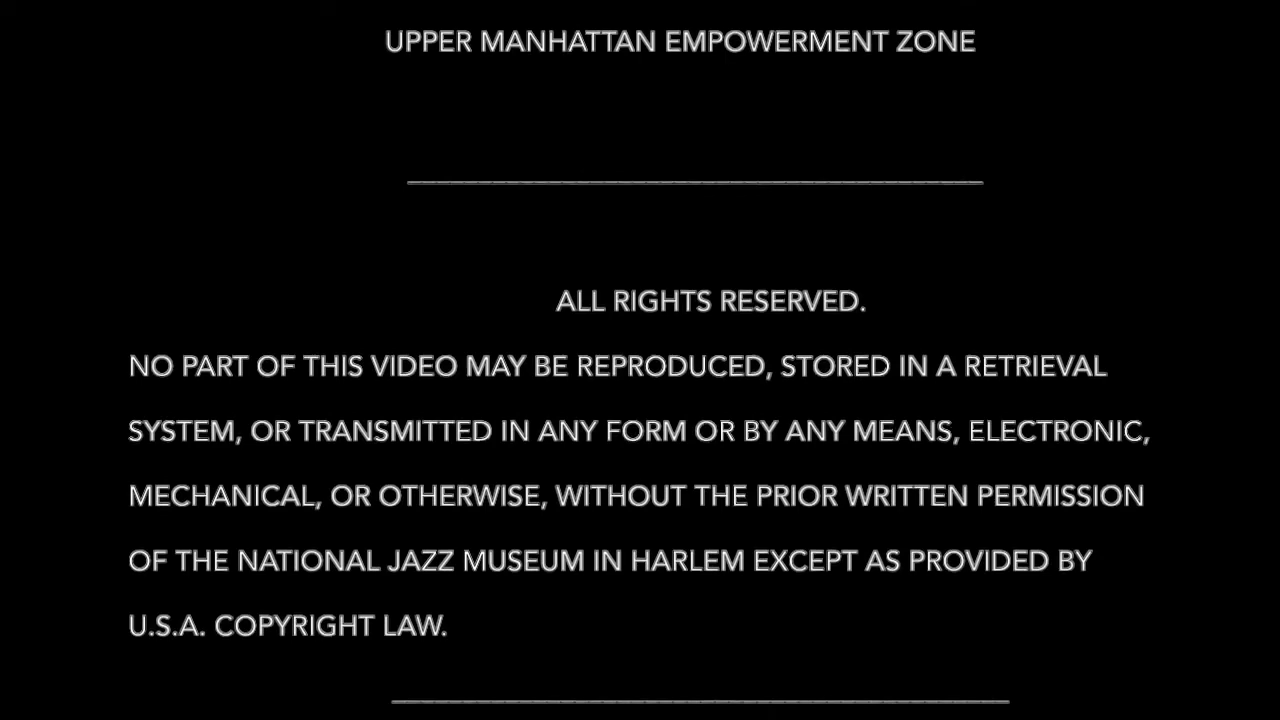 UPPER MANHATTAN EMPOWERMENT ZONE
ALL RIGHTS RESERVED.
NO PART OF THIS VIDEO MAY BE REPRODUCED, STORED IN A RETRIEVAL
SYSTEM, OR TRANSMITTED IN ANY FORM OR BY ANY MEANS, ELECTRONIC,
MECHANICAL, OR OTHERWISE, WITHOUT THE PRIOR WRITTEN PERMISSION
OF THE NATIONAL JAZZ MUSEUM IN HARLEM EXCEPT AS PROVIDED BY
U.S.A. COPYRIGHT LAW.